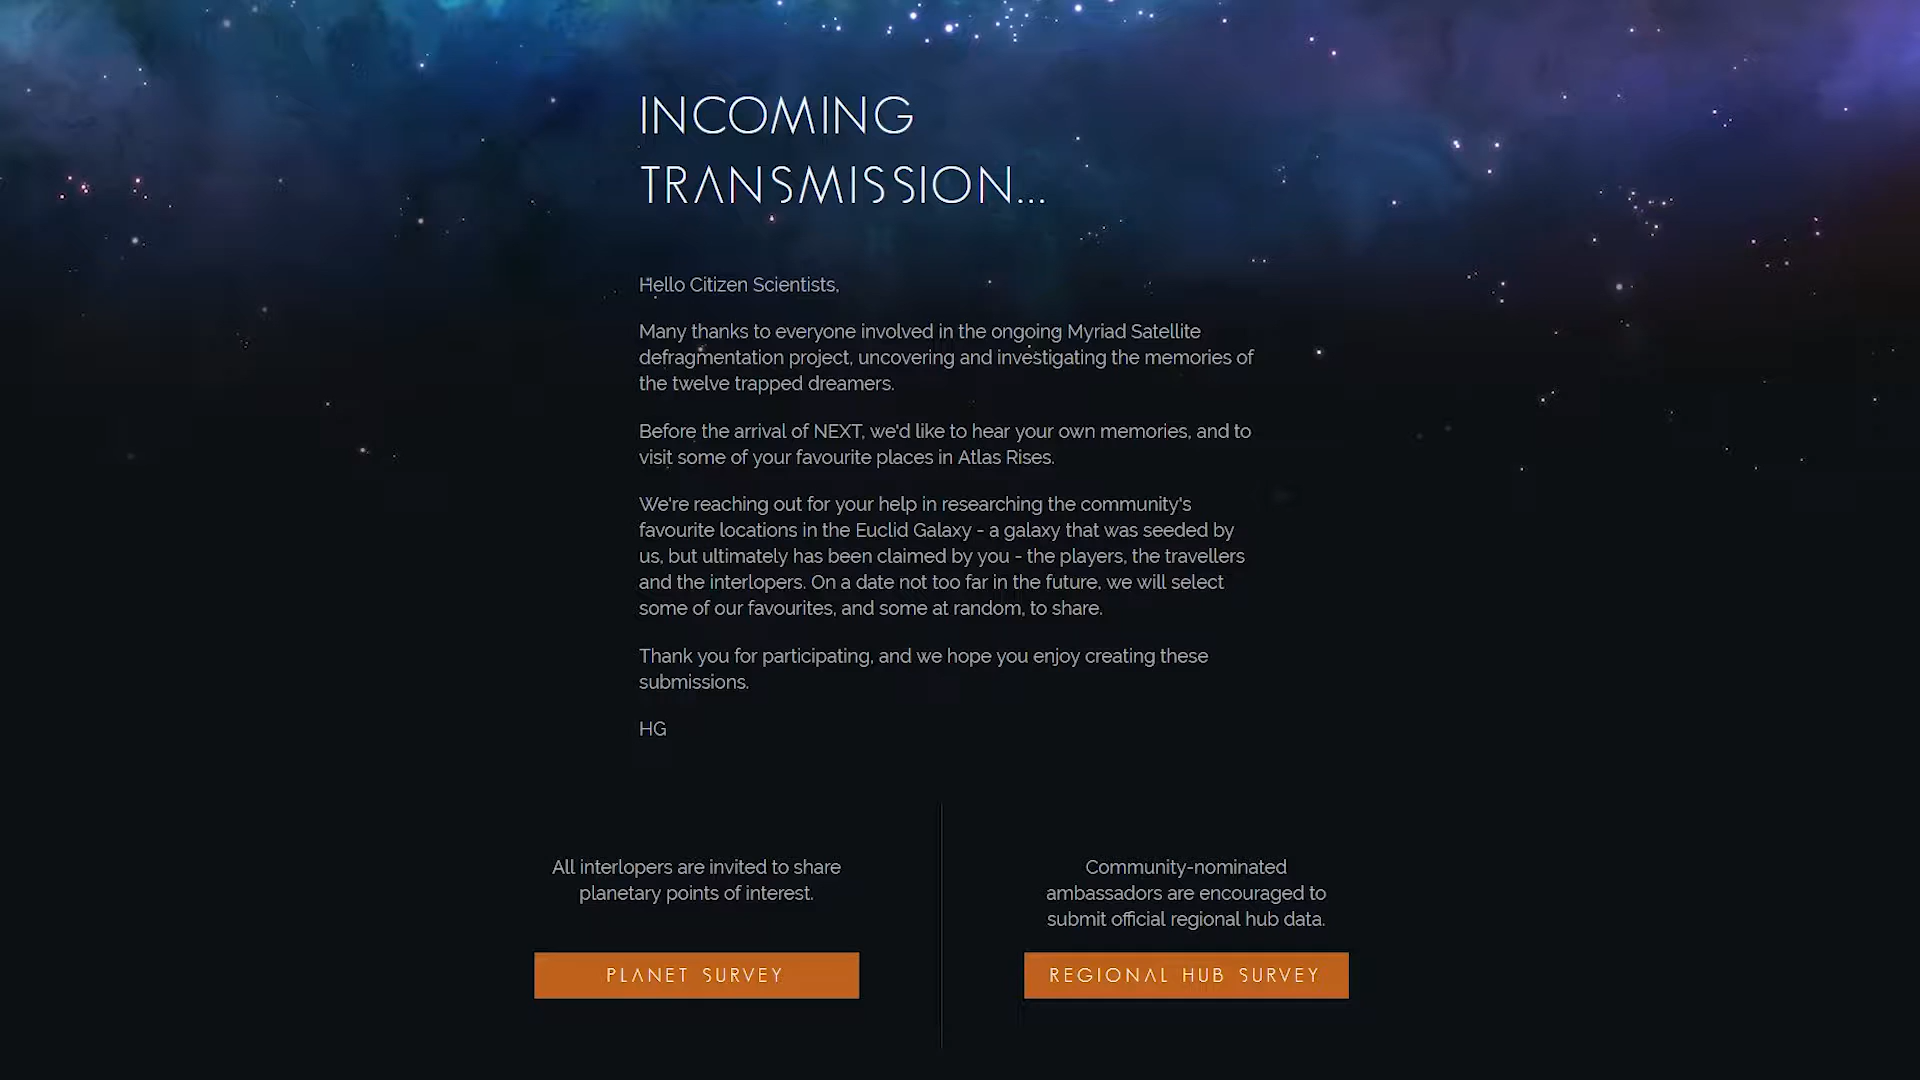 INCOMING
TRANSMISSION...
Hello Citizen Scientists,
Many thanks to everyone involved in the ongoing Myriad Satellite
defragmentation project, uncovering and investigating the memories of
the twelve trapped dreamers.
Before the arrival of NEXT, we'd like to hear your own memories, and to
visit some of your favourite places in Atlas Rises.
We're reaching out for your help in researching the community's
favourite locations in the Euclid Galaxy - a galaxy that was seeded by
us, but ultimately has been claimed by you - the players, the travellers
and the interlopers. On a date not too far in the future, we will select
some of our favourites, and some at random, to share.
Thank you for participating, and we hope you enjoy creating these
submissions.
HG
All interlopers are invited to share
planetary points of interest.
PLANET SURVEY
Community-nominated
ambassadors are encouraged to
submit official regional hub data.
REGIONAL HUB SURVEY